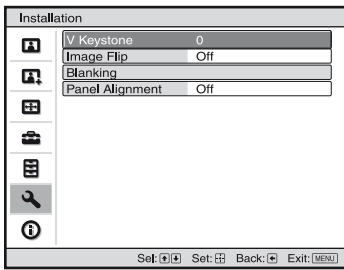 Installation
V Keystone 0
Image Flip Off
Blanking
Panel Alignment Off
Sel: Set: Back: Exit: MENU